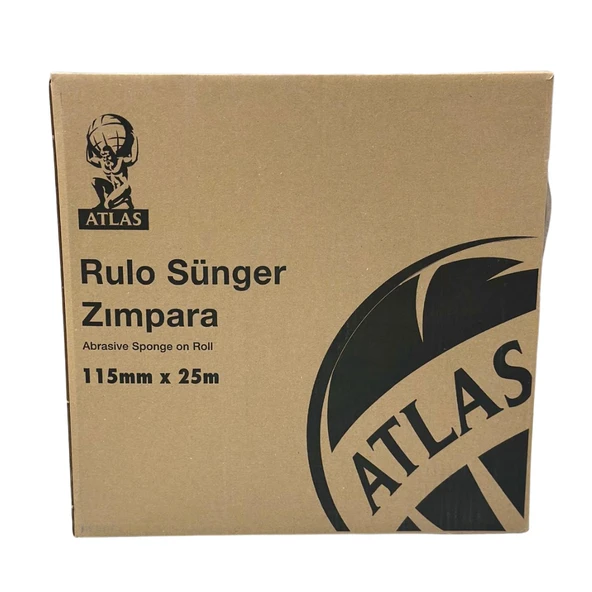 ATLAS
Rulo Sünger
Zımpara
Abrasive Sponge on Roll
115mm x 25m
ATLAS